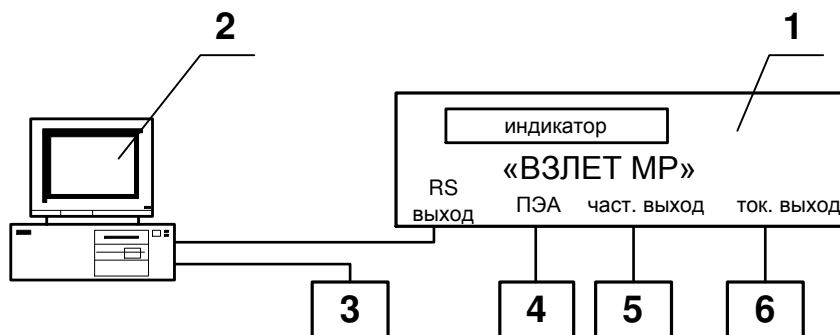 2
1
индикатор
«ВЗЛЕТ МР»
RS
выход
ПЭА
част. выход
ток. выход
3
4
5
6